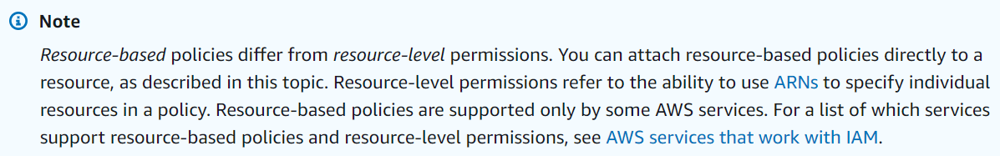 Note
Resource-based policies differ from resource-level permissions. You can attach resource-based policies directly to a
resource, as described in this topic. Resource-level permissions refer to the ability to use ARNs to specify individual
resources in a policy. Resource-based policies are supported only by some AWS services. For a list of which services
support resource-based policies and resource-level permissions, see AWS services that work with IAM.